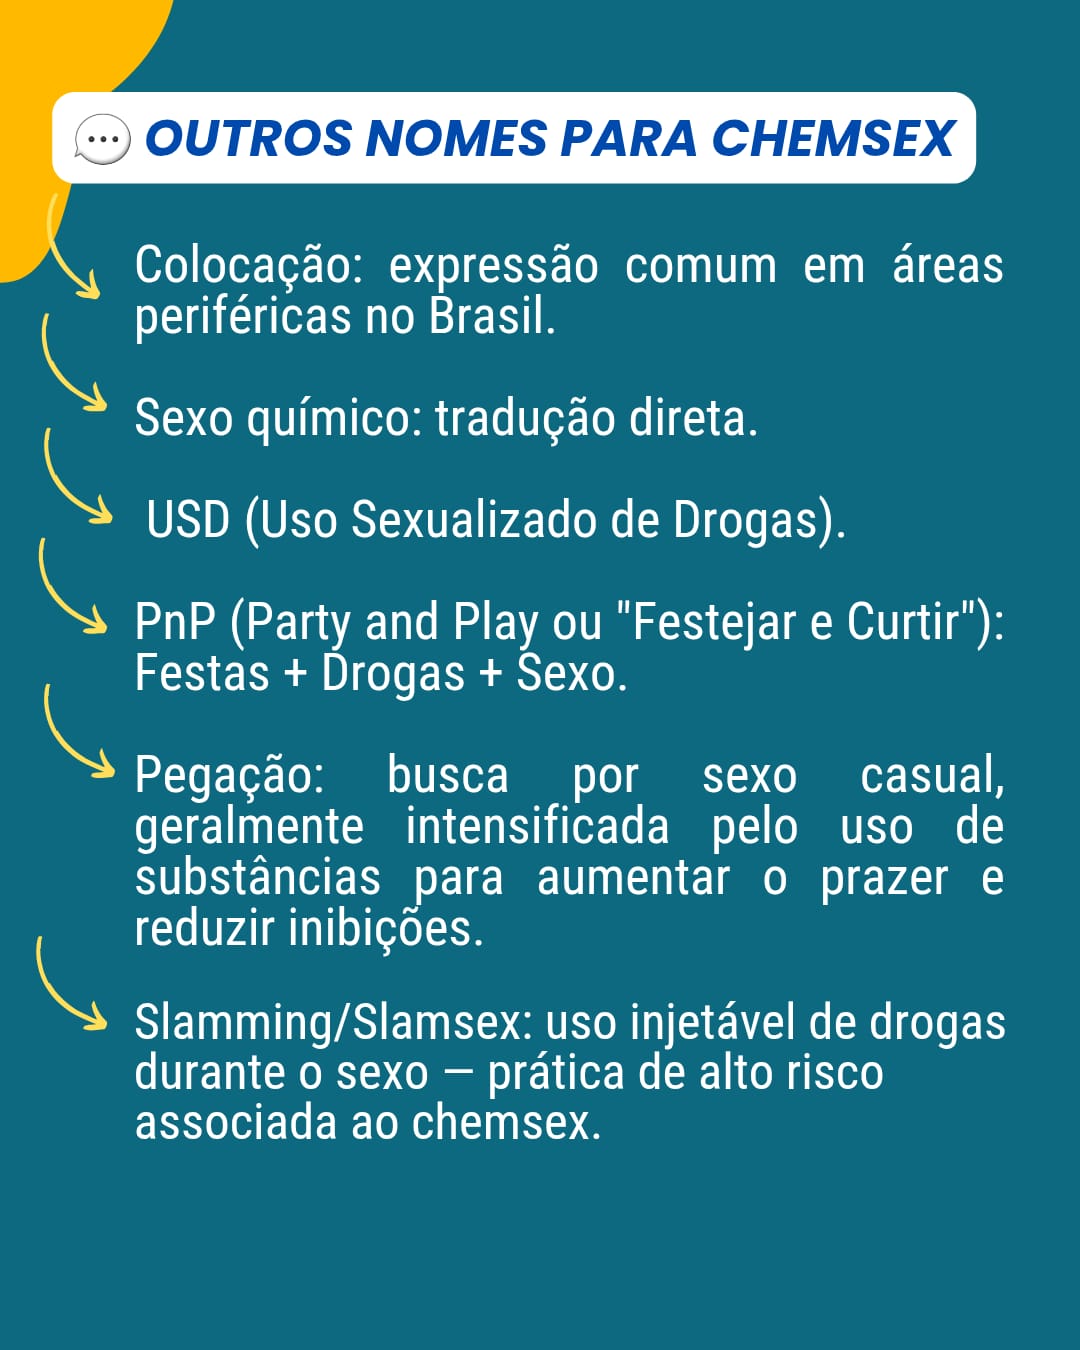 💬 OUTROS NOMES PARA CHEMSEX
Colocação: expressão comum em áreas
periféricas no Brasil.
Sexo químico: tradução direta.
USD (Uso Sexualizado de Drogas).
PnP (Party and Play ou "Festejar e Curtir"):
Festas + Drogas + Sexo.
Pegação: busca por sexo casual,
geralmente intensificada pelo uso de
substâncias para aumentar o prazer e
reduzir inibições.
Slamming/Slamsex: uso injetável de drogas
durante o sexo — prática de alto risco
associada ao chemsex.